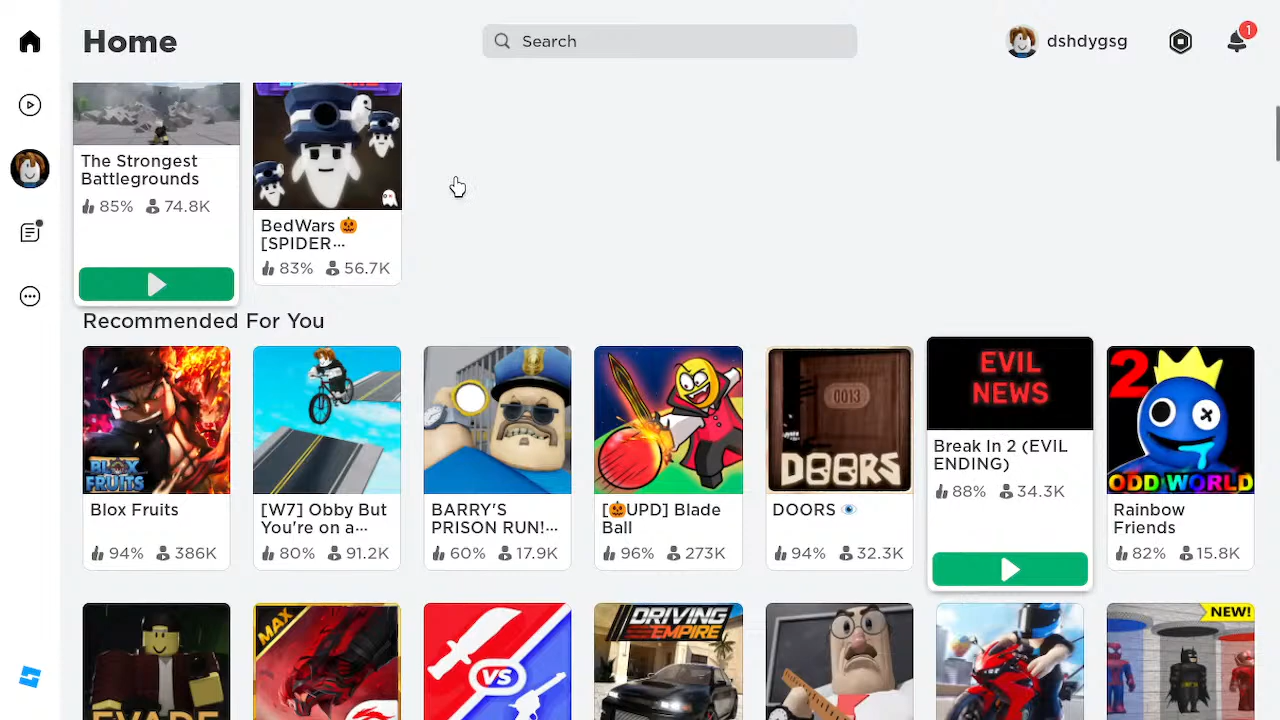 Home
Search
dshdygsg
1
The Strongest
Battlegrounds
85% 74.8K
BedWars 🎃
[SPIDER...
83% 56.7K
Recommended For You
BLOX
FRUITS
Blox Fruits
94% 386K
[W7] Obby But
You're on a...
80% 91.2K
BARRY'S
PRISON RUN!...
60% 17.9K
[🎃UPD] Blade
Ball
96% 273K
0013
DOORS
DOORS 👁️
94% 32.3K
EVIL
NEWS
Break In 2 (EVIL
ENDING)
88% 34.3K
2
ODD WORLD
Rainbow
Friends
82% 15.8K
EVADE
MAX
VS
DRIVING
EMPIRE
NEW!